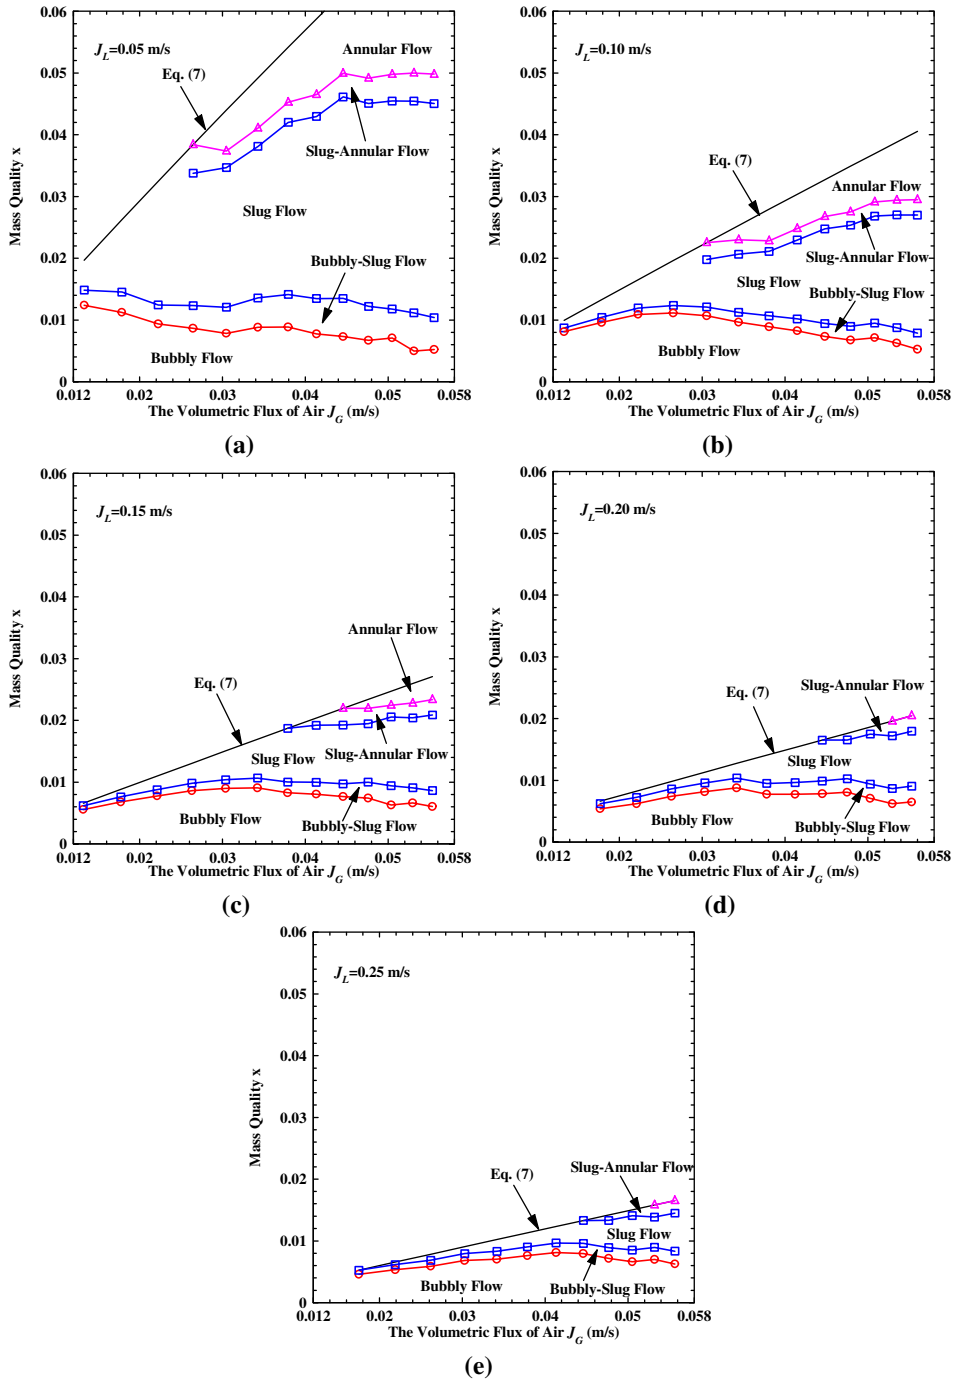 0.06
0.05
0.04
0.03
0.02
0.01
0
Mass Quality x
J_L=0.05 m/s
Annular Flow
Eq. (7)
Slug-Annular Flow
Slug Flow
Bubbly-Slug Flow
Bubbly Flow
0.012 0.02 0.03 0.04 0.05 0.058
The Volumetric Flux of Air J_G (m/s)
(a)
0.06
0.05
0.04
0.03
0.02
0.01
0
Mass Quality x
J_L=0.10 m/s
Eq. (7)
Annular Flow
Slug-Annular Flow
Slug Flow
Bubbly-Slug Flow
Bubbly Flow
0.012 0.02 0.03 0.04 0.05 0.058
The Volumetric Flux of Air J_G (m/s)
(b)
0.06
0.05
0.04
0.03
0.02
0.01
0
Mass Quality x
J_L=0.15 m/s
Annular Flow
Eq. (7)
Slug Flow
Slug-Annular Flow
Bubbly Flow
Bubbly-Slug Flow
0.012 0.02 0.03 0.04 0.05 0.058
The Volumetric Flux of Air J_G (m/s)
(c)
0.06
0.05
0.04
0.03
0.02
0.01
0
Mass Quality x
J_L=0.20 m/s
Slug-Annular Flow
Eq. (7)
Slug Flow
Bubbly Flow
Bubbly-Slug Flow
0.012 0.02 0.03 0.04 0.05 0.058
The Volumetric Flux of Air J_G (m/s)
(d)
0.06
0.05
0.04
0.03
0.02
0.01
0
Mass Quality x
J_L=0.25 m/s
Slug-Annular Flow
Eq. (7)
Slug Flow
Bubbly Flow
Bubbly-Slug Flow
0.012 0.02 0.03 0.04 0.05 0.058
The Volumetric Flux of Air J_G (m/s)
(e)